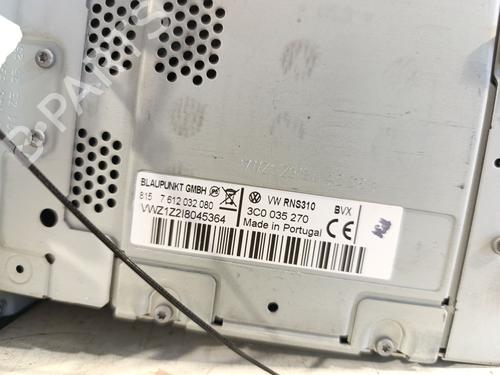 B-PARTS
BLAUPUNKT GMBH
815 7 612 032 080
VWZ1Z2I8045364
VW RNS310 BVX
3C0 035 270
Made in Portugal CE